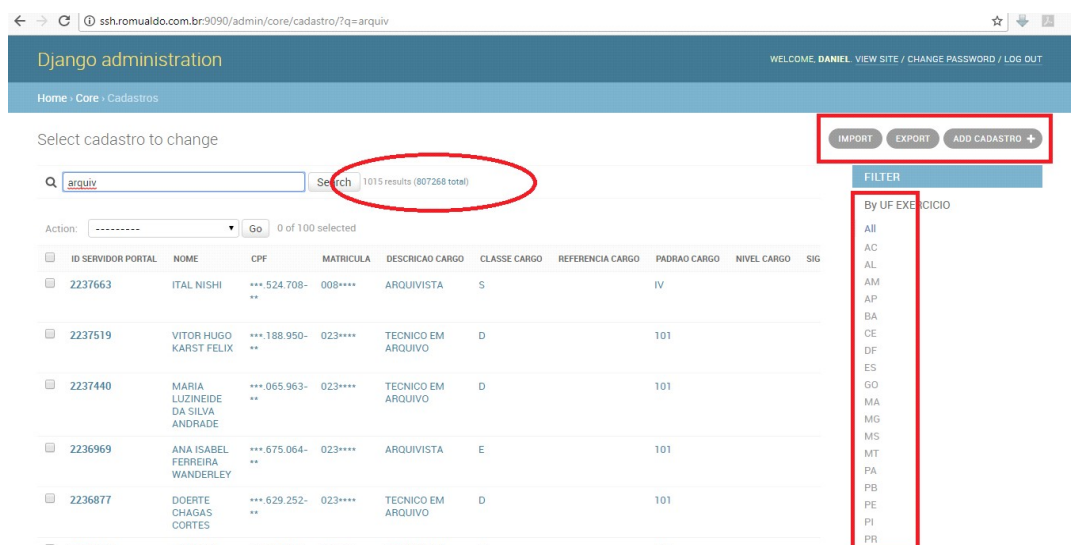 ssh.romualdo.com.br:9090/admin/core/cadastro/?q=arquiv
Django administration
WELCOME, DANIEL. VIEW SITE / CHANGE PASSWORD / LOG OUT
Home › Core › Cadastros
Select cadastro to change
IMPORT EXPORT ADD CADASTRO +
arquiv Search 1015 results (807268 total)
Action: --------- Go 0 of 100 selected
ID SERVIDOR PORTAL NOME CPF MATRICULA DESCRICAO CARGO CLASSE CARGO REFERENCIA CARGO PADRAO CARGO NIVEL CARGO SIG
2237663 ITAL NISHI ***.524.708- 008**** ARQUIVISTA S IV
**
2237519 VITOR HUGO ***.188.950- 023**** TECNICO EM D 101
KARST FELIX ** ARQUIVO
2237440 MARIA ***.065.963- 023**** TECNICO EM D 101
LUZINEIDE ** ARQUIVO
DA SILVA
ANDRADE
2236969 ANA ISABEL ***.675.064- 023**** ARQUIVISTA E 101
FERREIRA **
WANDERLEY
2236877 DOERTE ***.629.252- 023**** TECNICO EM D 101
CHAGAS ** ARQUIVO
CORTES
FILTER
By UF EXERCICIO
All
AC
AL
AM
AP
BA
CE
DF
ES
GO
MA
MG
MS
MT
PA
PB
PE
PI
PR